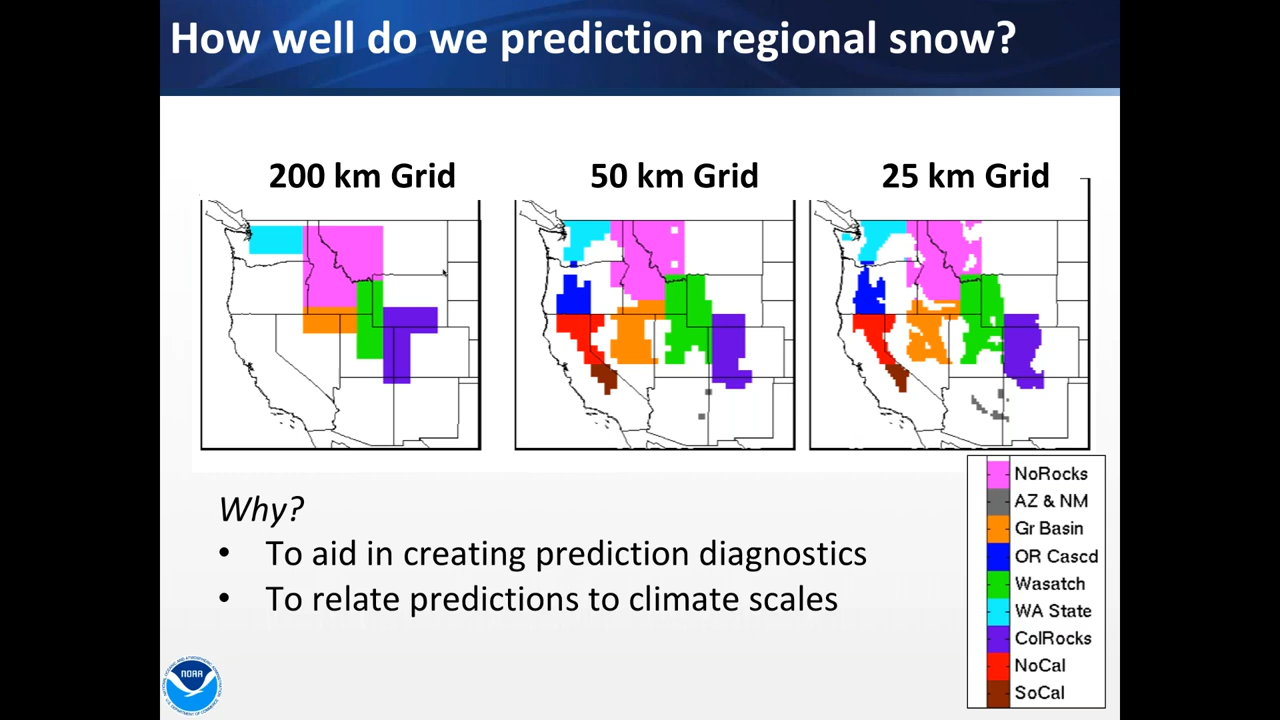 How well do we prediction regional snow?
200 km Grid
50 km Grid
25 km Grid
Why?
• To aid in creating prediction diagnostics
• To relate predictions to climate scales
NoRocks
AZ & NM
Gr Basin
OR Cascd
Wasatch
WA State
ColRocks
NoCal
SoCal
NOAA